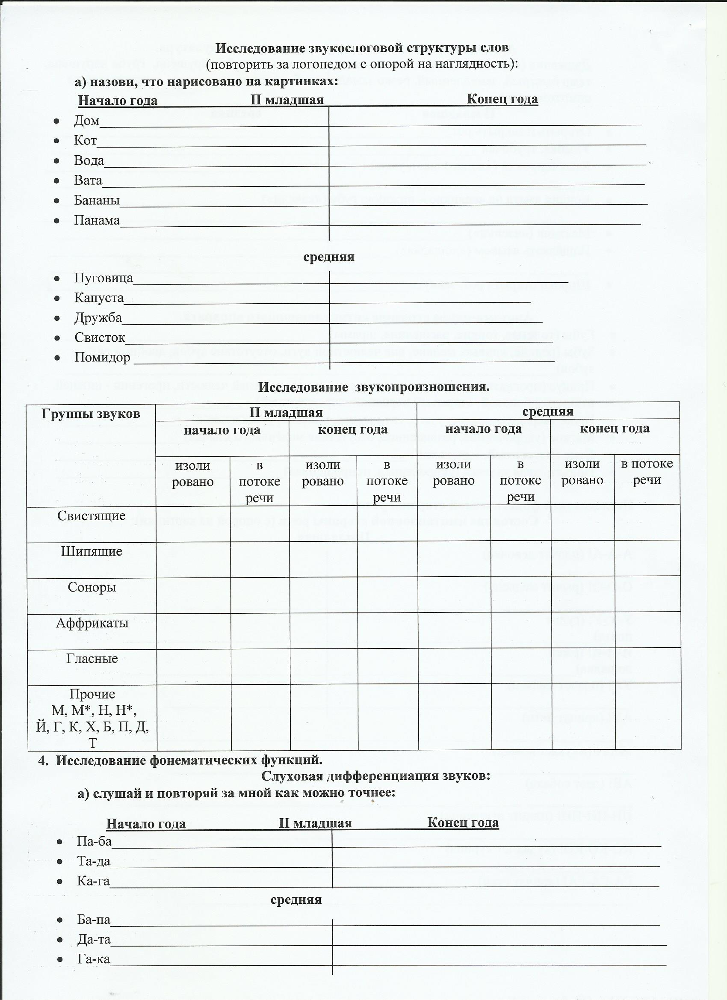 Исследование звукослоговой структуры слов
(повторить за логопедом с опорой на наглядность):
а) назови, что нарисовано на картинках:
Начало года II младшая Конец года
• Дом
• Кот
• Вода
• Вата
• Бананы
• Панама
средняя
• Пуговица
• Капуста
• Дружба
• Свисток
• Помидор
Исследование звукопроизношения.
Группы звуков II младшая средняя
начало года конец года начало года конец года
изоли в изоли в изоли в изоли в потоке
ровано потоке ровано потоке ровано потоке ровано речи
речи речи речи
Свистящие
Шипящие
Соноры
Аффрикаты
Гласные
Прочие
М, М*, Н, Н*,
Й, Г, К, Х, Б, П, Д,
Т
4. Исследование фонематических функций.
Слуховая дифференциация звуков:
а) слушай и повторяй за мной как можно точнее:
Начало года II младшая Конец года
• Па-ба
• Та-да
• Ка-га
средняя
• Ба-па
• Да-та
• Га-ка